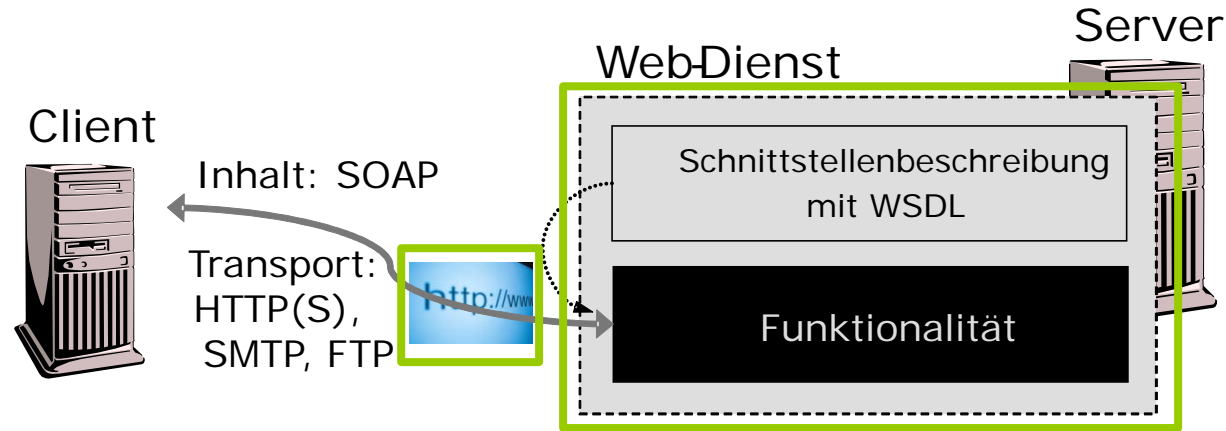 Server
Web-Dienst
Client
Inhalt: SOAP
Schnittstellenbeschreibung
mit WSDL
Transport:
HTTP(S),
SMTP, FTP
http://www
Funktionalität